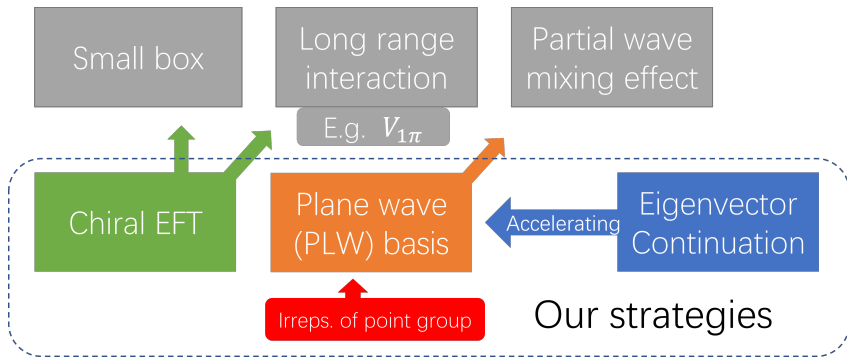 Small box
Long range
interaction
Partial wave
mixing effect
E.g. V₁π
Chiral EFT
Plane wave
(PLW) basis
Accelerating
Eigenvector
Continuation
Irreps. of point group
Our strategies